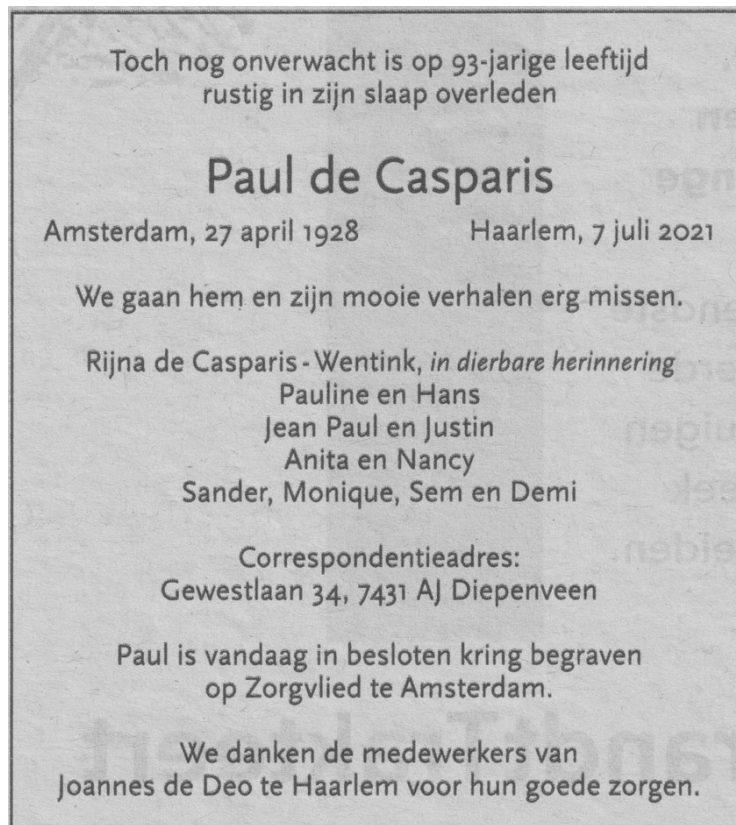 Toch nog onverwacht is op 93-jarige leeftijd
rustig in zijn slaap overleden
Paul de Casparis
Amsterdam, 27 april 1928 Haarlem, 7 juli 2021
We gaan hem en zijn mooie verhalen erg missen.
Rijna de Casparis - Wentink, in dierbare herinnering
Pauline en Hans
Jean Paul en Justin
Anita en Nancy
Sander, Monique, Sem en Demi
Correspondentieadres:
Gewestlaan 34, 7431 AJ Diepenveen
Paul is vandaag in besloten kring begraven
op Zorgvlied te Amsterdam.
We danken de medewerkers van
Joannes de Deo te Haarlem voor hun goede zorgen.